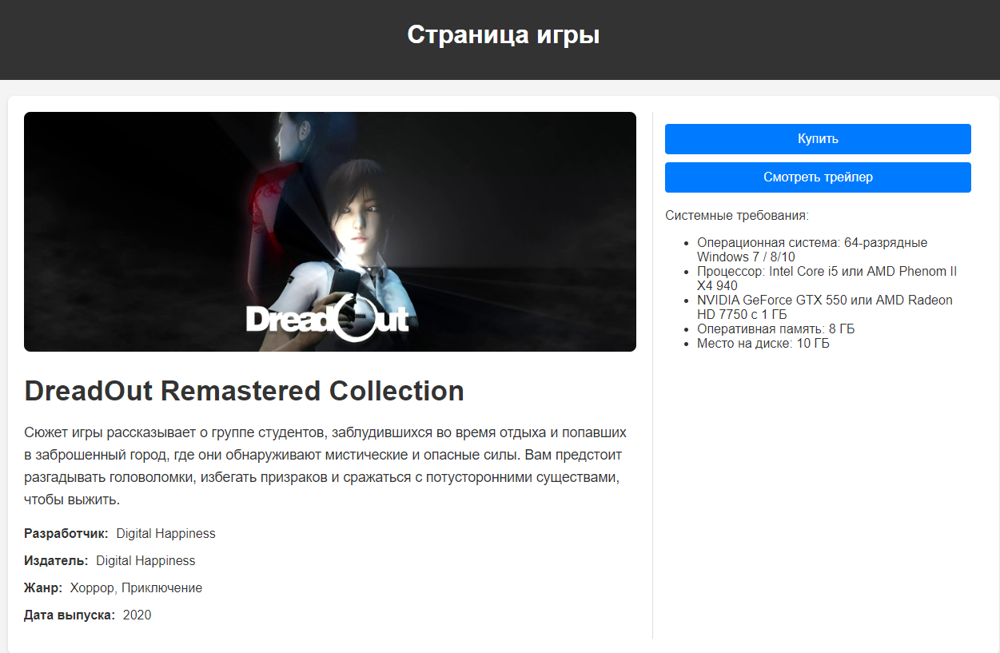 Страница игры
DreadOut
DreadOut Remastered Collection
Сюжет игры рассказывает о группе студентов, заблудившихся во время отдыха и попавших
в заброшенный город, где они обнаруживают мистические и опасные силы. Вам предстоит
разгадывать головоломки, избегать призраков и сражаться с потусторонними существами,
чтобы выжить.
Разработчик: Digital Happiness
Издатель: Digital Happiness
Жанр: Хоррор, Приключение
Дата выпуска: 2020
Купить
Смотреть трейлер
Системные требования:
• Операционная система: 64-разрядные
Windows 7 / 8/10
• Процессор: Intel Core i5 или AMD Phenom II
X4 940
• NVIDIA GeForce GTX 550 или AMD Radeon
HD 7750 с 1 ГБ
• Оперативная память: 8 ГБ
• Место на диске: 10 ГБ